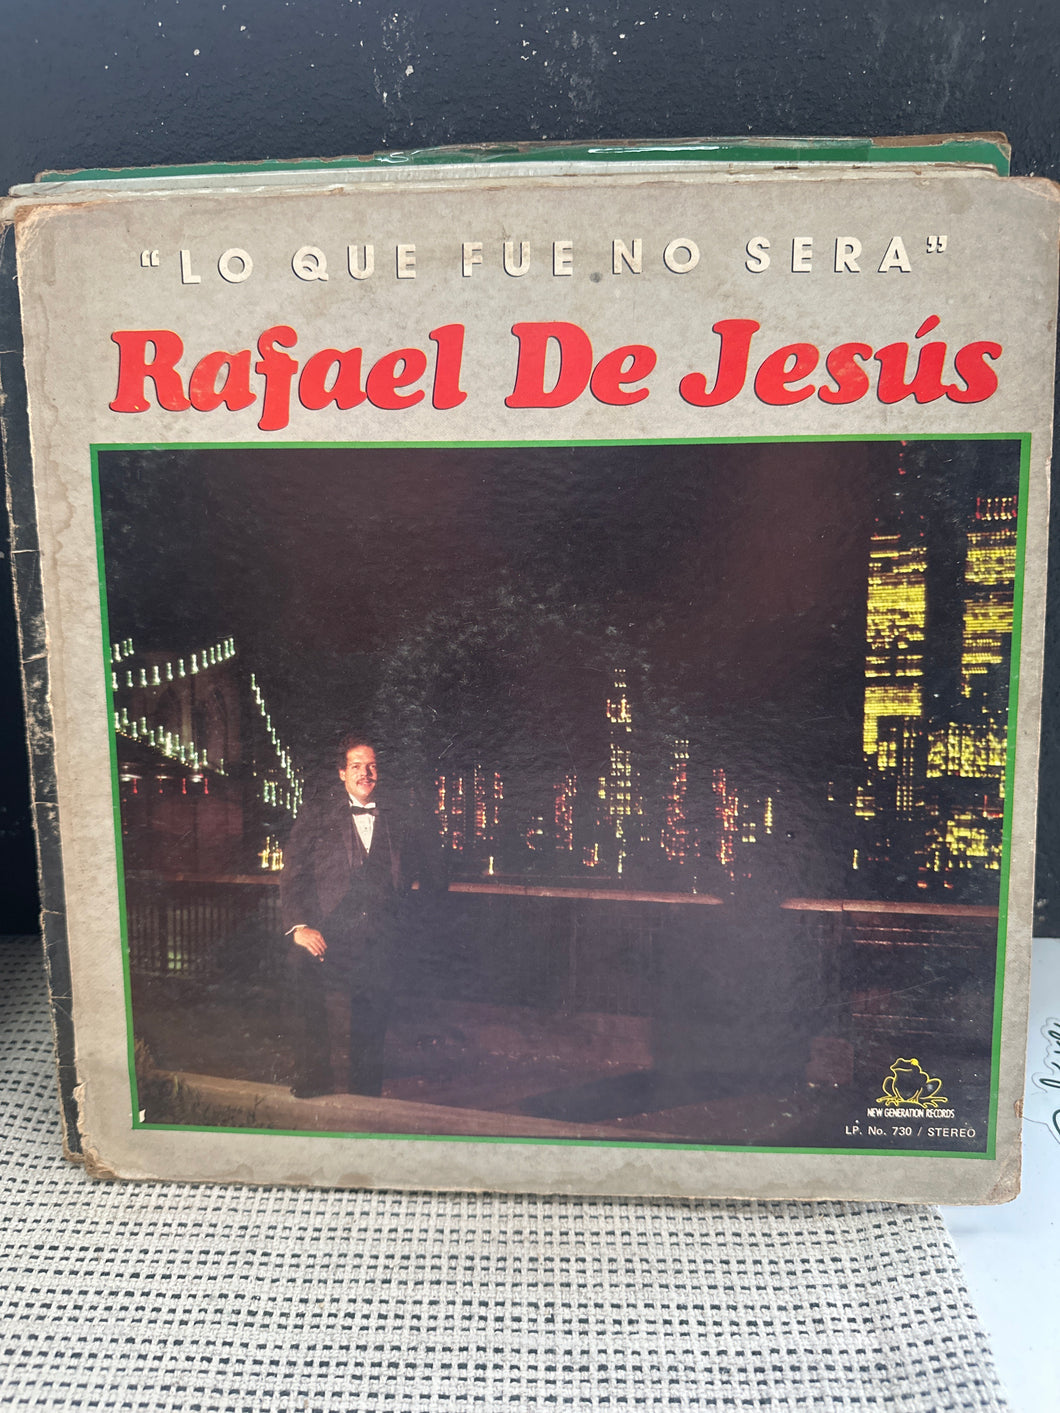 “LO QUE FUE NO SERA”
Rafael De Jesús
NEW GENERATION RECORDS
LP. No. 730 / STEREO